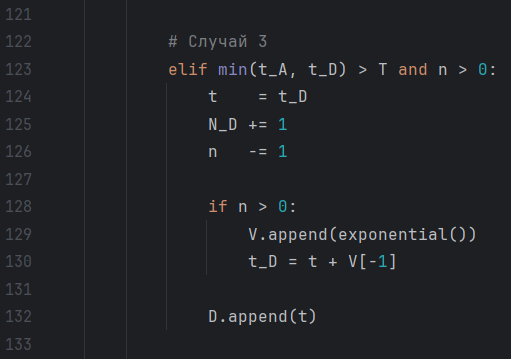 121
122 # Случай 3
123 elif min(t_A, t_D) > T and n > 0:
124 t    = t_D
125 N_D += 1
126 n   -= 1
127
128 if n > 0:
129 V.append(exponential())
130 t_D = t + V[-1]
131
132 D.append(t)
133